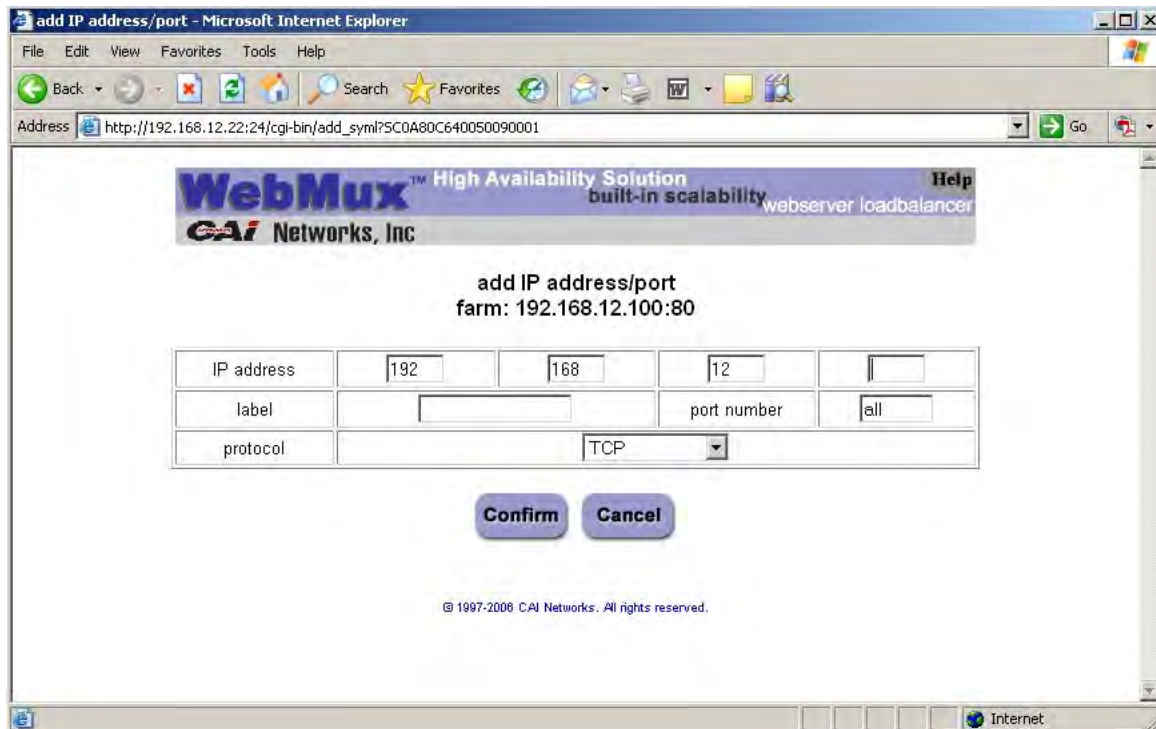 add IP address/port - Microsoft Internet Explorer
File Edit View Favorites Tools Help
Back Search Favorites
Address http://192.168.12.22:24/cgi-bin/add_syml?SC0A80C640050090001 Go
WebMux™ High Availability Solution Help
built-in scalability
webserver loadbalancer
CAi Networks, Inc
add IP address/port
farm: 192.168.12.100:80
IP address 192 168 12
label port number all
protocol TCP
Confirm Cancel
© 1997-2006 CAI Networks. All rights reserved.
Internet